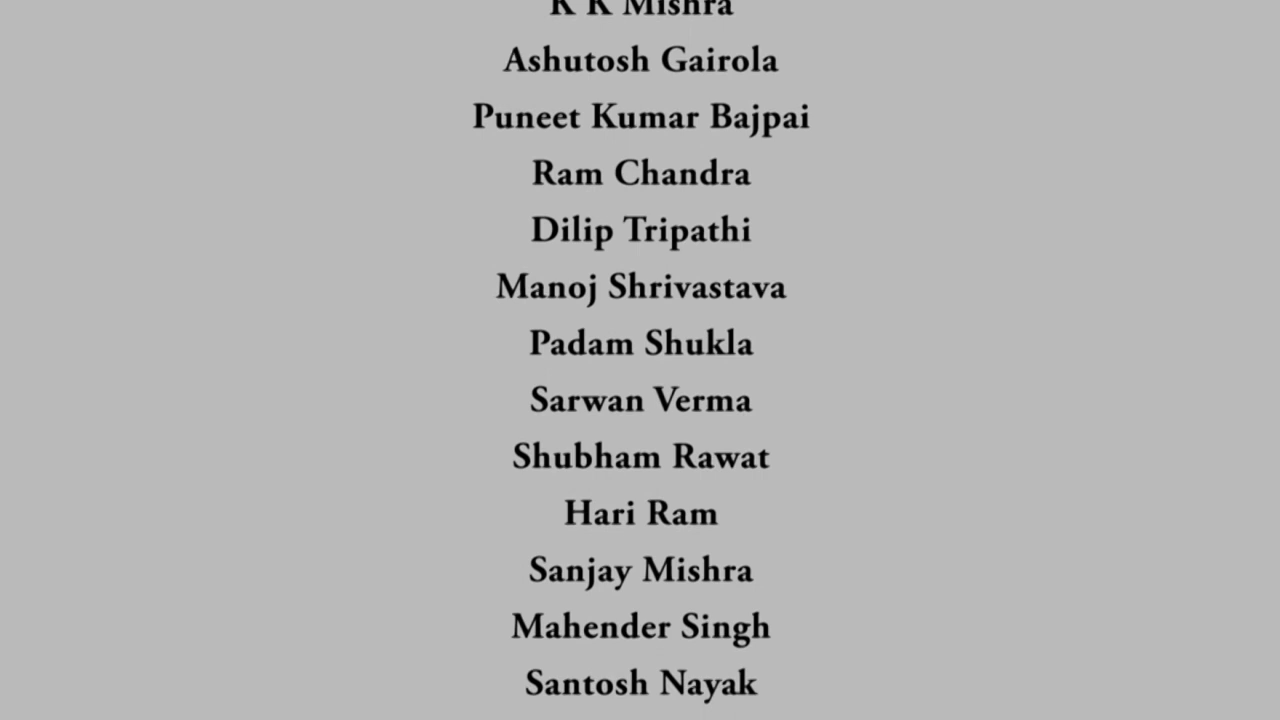 K K Mishra
Ashutosh Gairola
Puneet Kumar Bajpai
Ram Chandra
Dilip Tripathi
Manoj Shrivastava
Padam Shukla
Sarwan Verma
Shubham Rawat
Hari Ram
Sanjay Mishra
Mahender Singh
Santosh Nayak